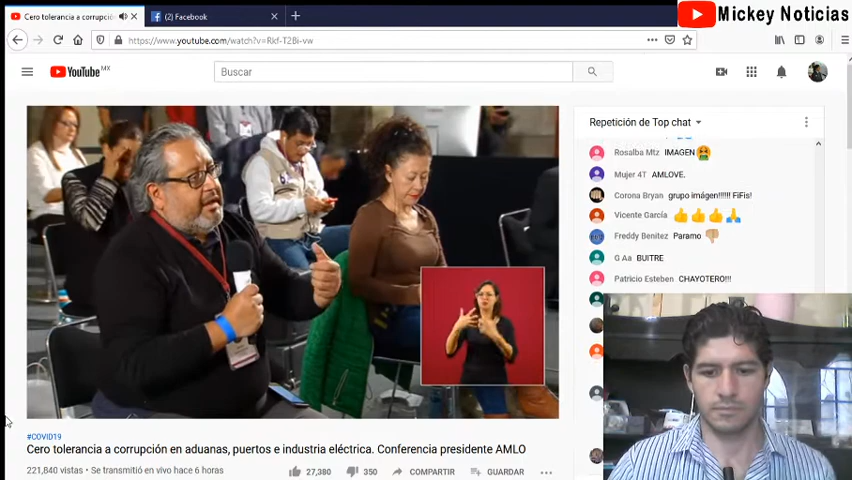 Cero tolerancia a corrupció
(2) Facebook
Mickey Noticias
https://www.youtube.com/watch?v=Rkf-T2Bi-vw
YouTube MX
Buscar
Repetición de Top chat
Rosalba Mtz IMAGEN
Mujer 4T AMLOVE.
Corona Bryan grupo imágen!!!!!! FiFis!
Vicente García
Freddy Benitez Paramo
G Aa BUITRE
Patricio Esteben CHAYOTERO!!!
#COVID19
Cero tolerancia a corrupción en aduanas, puertos e industria eléctrica. Conferencia presidente AMLO
221,840 vistas • Se transmitió en vivo hace 6 horas
27,380 350 COMPARTIR GUARDAR